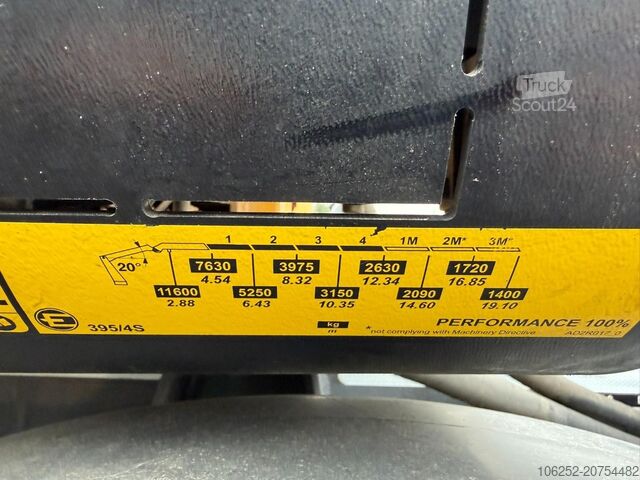 Truck
Scout24
1 2 3 4 1M 2M* 3M*
20°
7630 3975 2630 1720
4.54 8.32 12.34 16.85
11600 5250 3150 2090 1400
2.88 6.43 10.35 14.60 19.10
E 395/4S
kg
m
PERFORMANCE 100%
*not complying with Machinery Directive
106252-20754482